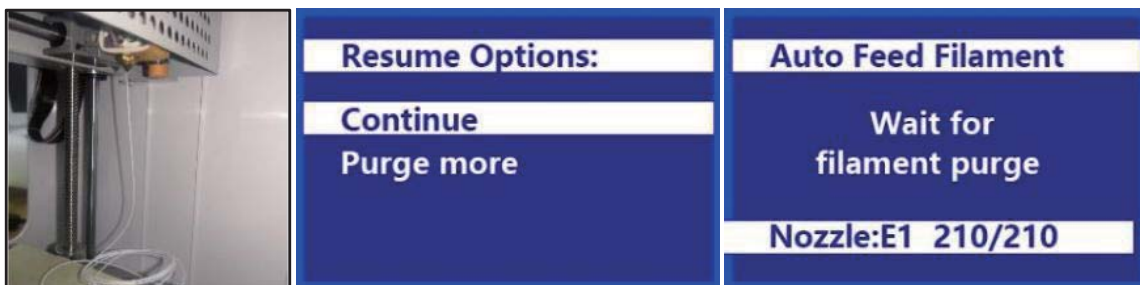 Resume Options:
Continue
Purge more
Auto Feed Filament
Wait for
filament purge
Nozzle:E1 210/210